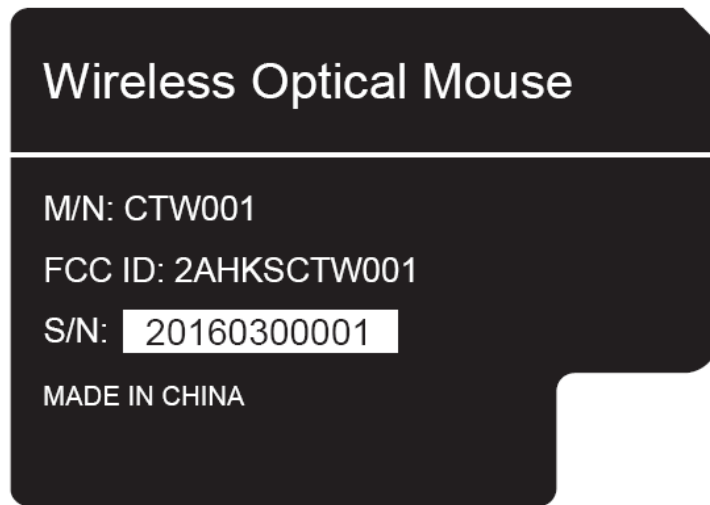 Wireless Optical Mouse
M/N: CTW001
FCC ID: 2AHKSCTW001
S/N: 20160300001
MADE IN CHINA